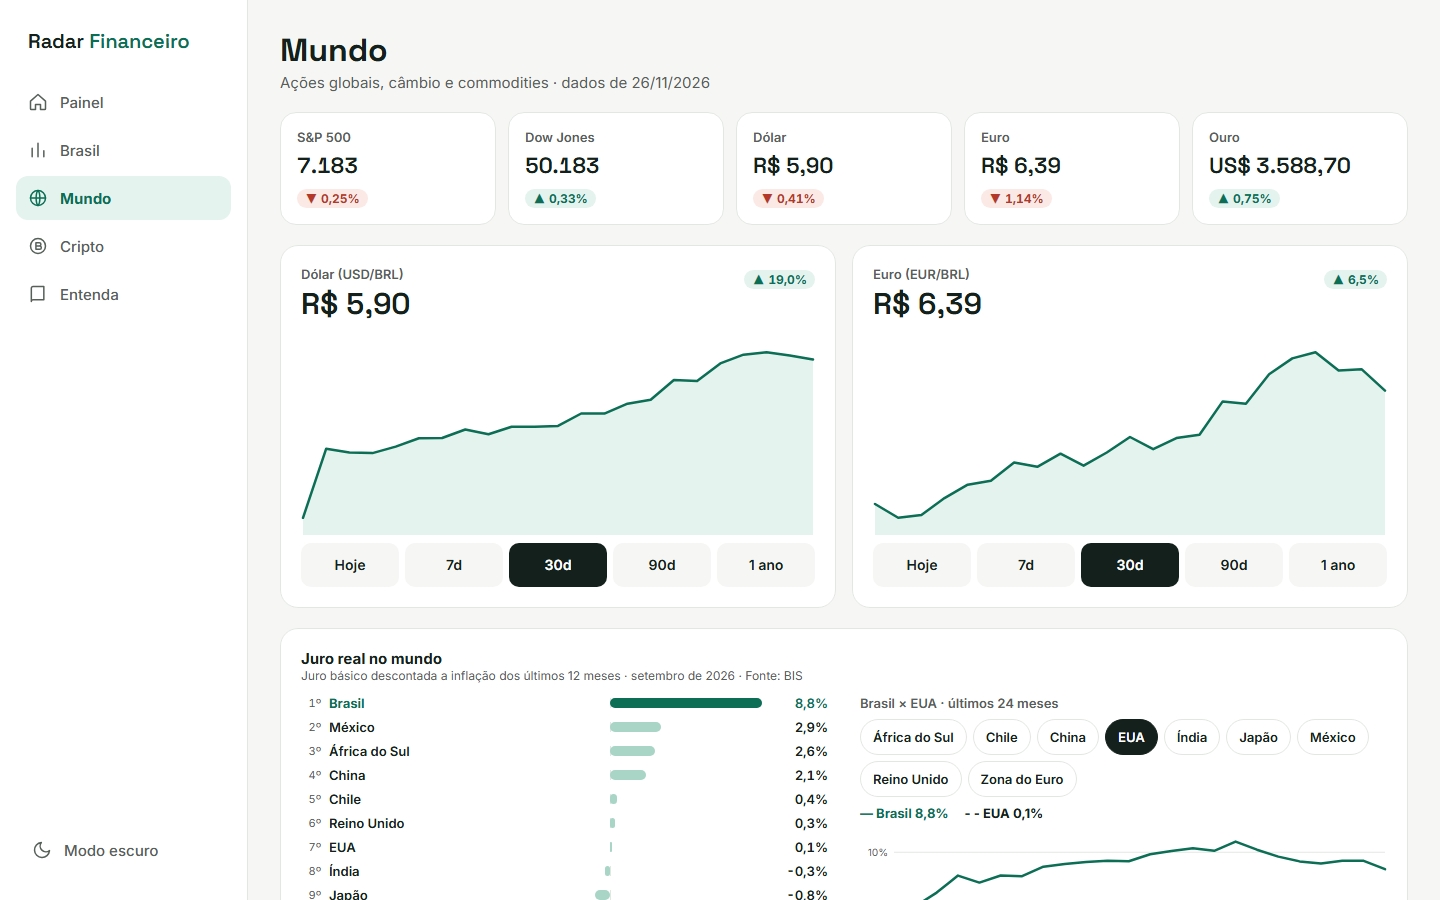 Radar Financeiro
Painel
Brasil
Mundo
Cripto
Entenda
Modo escuro
Mundo
Ações globais, câmbio e commodities · dados de 26/11/2026
S&P 500
7.183
▼ 0,25%
Dow Jones
50.183
▲ 0,33%
Dólar
R$ 5,90
▼ 0,41%
Euro
R$ 6,39
▼ 1,14%
Ouro
US$ 3.588,70
▲ 0,75%
Dólar (USD/BRL)
R$ 5,90
▲ 19,0%
Hoje 7d 30d 90d 1 ano
Euro (EUR/BRL)
R$ 6,39
▲ 6,5%
Hoje 7d 30d 90d 1 ano
Juro real no mundo
Juro básico descontada a inflação dos últimos 12 meses · setembro de 2026 · Fonte: BIS
1º Brasil 8,8%
2º México 2,9%
3º África do Sul 2,6%
4º China 2,1%
5º Chile 0,4%
6º Reino Unido 0,3%
7º EUA 0,1%
8º Índia -0,3%
9º Japão -0,8%
Brasil × EUA · últimos 24 meses
África do Sul Chile China EUA Índia Japão México
Reino Unido Zona do Euro
— Brasil 8,8% - - EUA 0,1%
10%